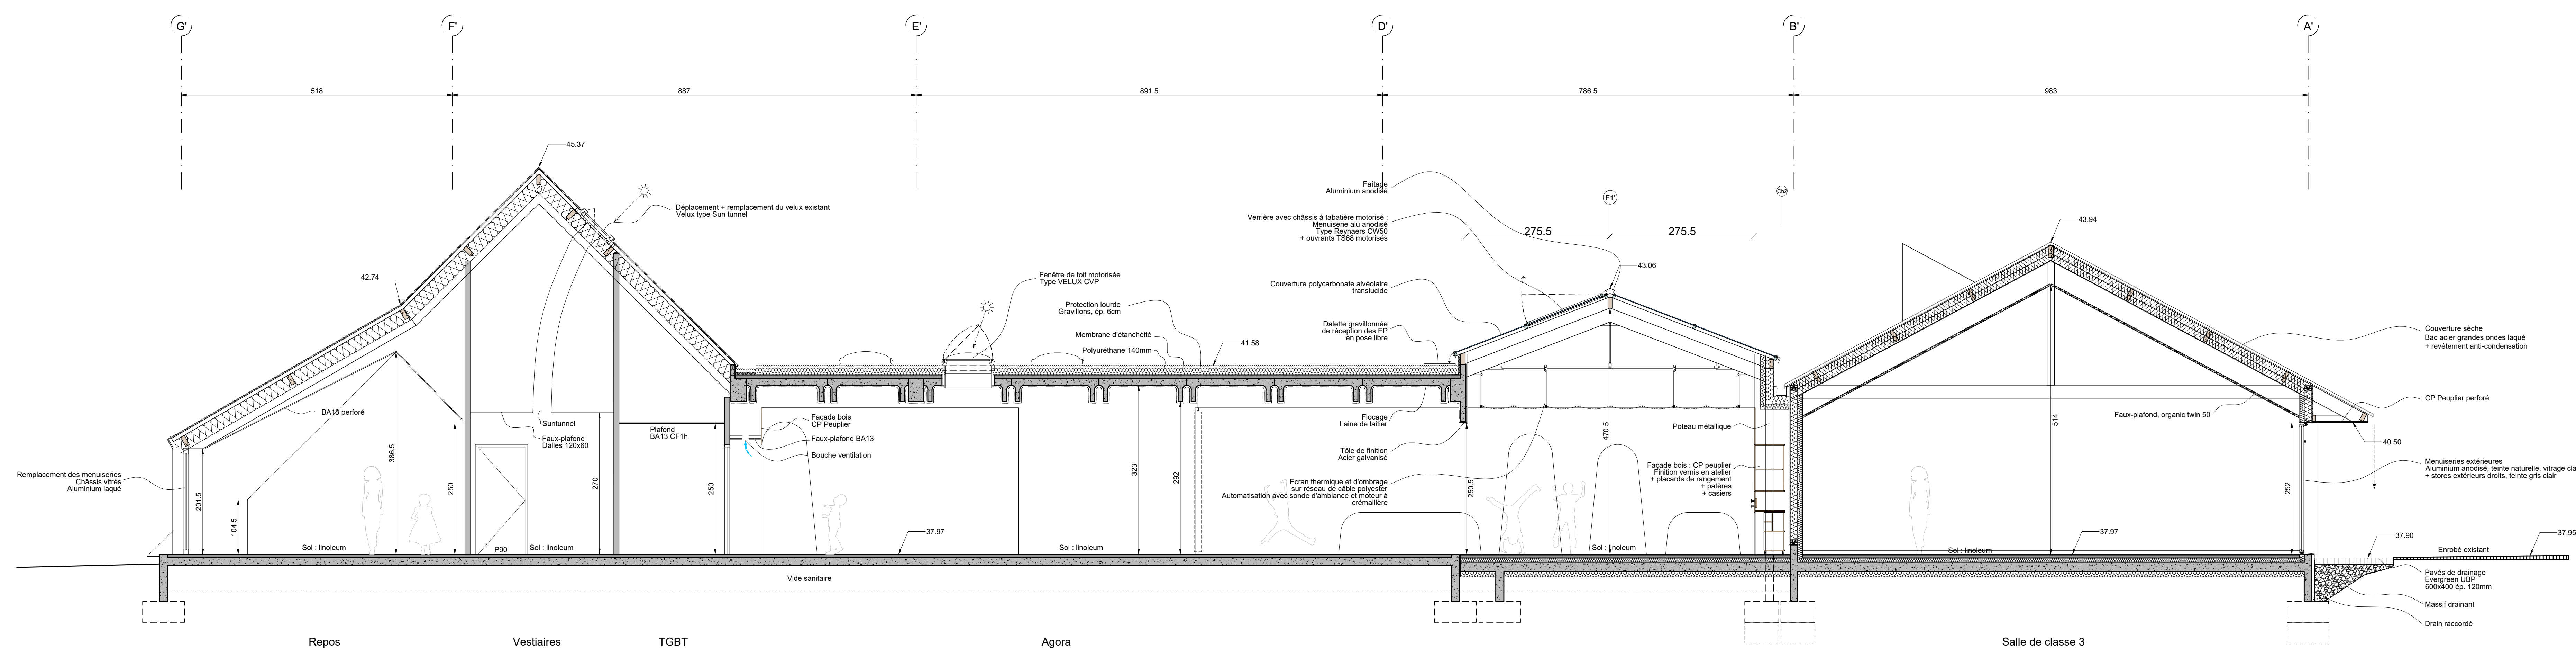 G'
F'
E'
D'
B'
A'
518
887
891.5
786.5
983
45.37
Déplacement + remplacement du velux existant
Velux type Sun tunnel
42.74
BA13 perforé
Suntunnel
Faux-plafond
Dalles 120x60
Plafond
BA13 CF1h
Remplacement des menuiseries
Châssis vitrés
Aluminium laqué
201.5
104.5
386.5
250
270
250
P90
Sol : linoleum
Sol : linoleum
Façade bois
CP Peuplier
Faux-plafond BA13
Bouche ventilation
Fenêtre de toit motorisée
Type VELUX CVP
Protection lourde
Gravillons, ép. 6cm
Membrane d'étanchéité
Polyuréthane 140mm
41.58
37.97
323
292
Sol : linoleum
Vide sanitaire
Faîtage
Aluminium anodisé
Verrière avec châssis à tabatière motorisé :
Menuiserie alu anodisé
Type Reynaers CW50
+ ouvrants TS68 motorisés
Couverture polycarbonate alvéolaire
translucide
Dalette gravillonnée
de réception des EP
en pose libre
Flocage
Laine de laitier
Tôle de finition
Acier galvanisé
Ecran thermique et d'ombrage
sur réseau de câble polyester
Automatisation avec sonde d'ambiance et moteur à
crémaillère
F1'
Ch2
275.5
275.5
43.06
250.5
470.5
Sol : linoleum
Poteau métallique
Façade bois : CP peuplier
Finition vernis en atelier
+ placards de rangement
+ patères
+ casiers
43.94
514
Faux-plafond, organic twin 50
252
37.97
Sol : linoleum
Couverture sèche
Bac acier grandes ondes laqué
+ revêtement anti-condensation
CP Peuplier perforé
40.50
Menuiseries extérieures
Aluminium anodisé, teinte naturelle, vitrage cla
+ stores extérieurs droits, teinte gris clair
37.90
37.95
Enrobé existant
Pavés de drainage
Evergreen UBP
600x400 ép. 120mm
Massif drainant
Drain raccordé
Repos
Vestiaires
TGBT
Agora
Salle de classe 3